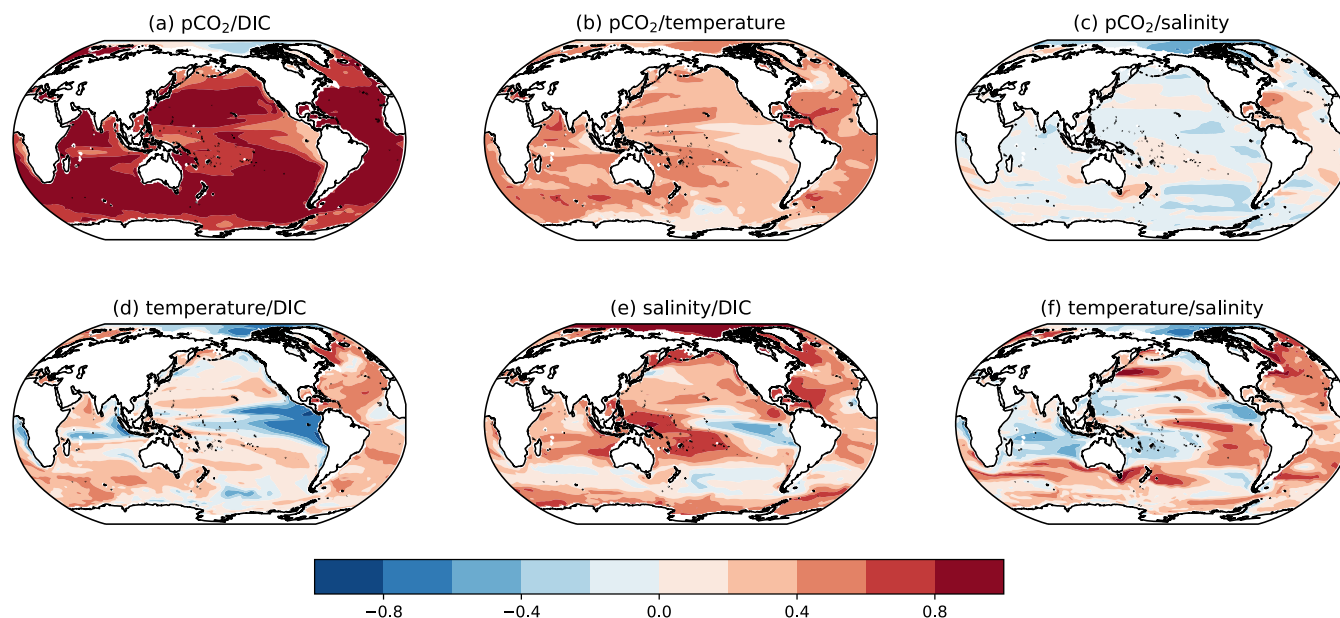 (a) pCO₂/DIC
(b) pCO₂/temperature
(c) pCO₂/salinity
(d) temperature/DIC
(e) salinity/DIC
(f) temperature/salinity
−0.8 −0.4 0.0 0.4 0.8